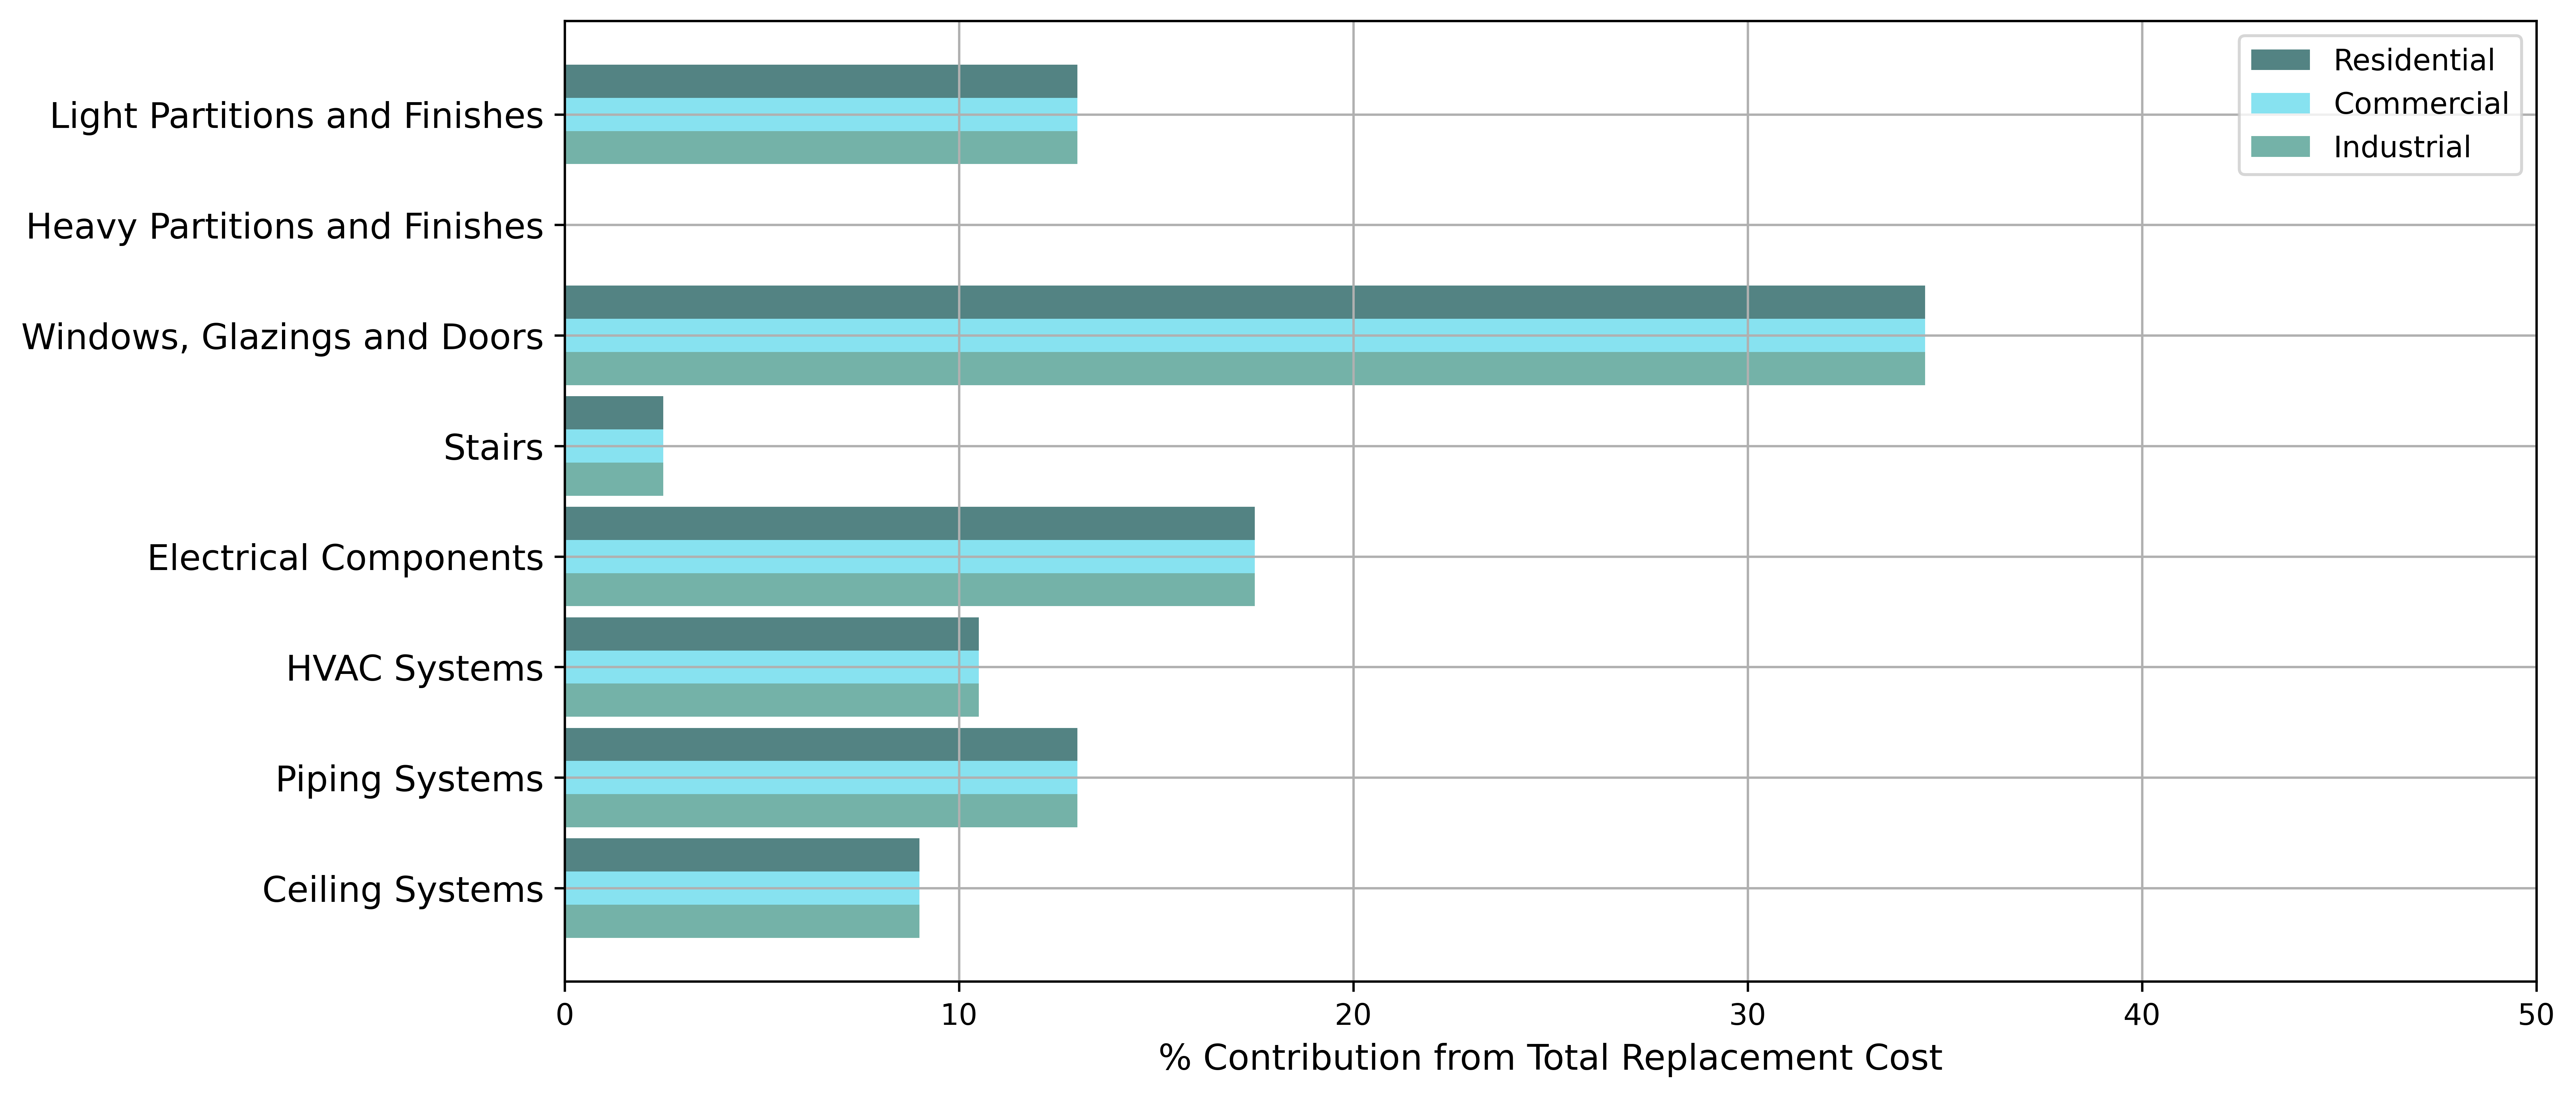 Residential
Commercial
Industrial
Light Partitions and Finishes
Heavy Partitions and Finishes
Windows, Glazings and Doors
Stairs
Electrical Components
HVAC Systems
Piping Systems
Ceiling Systems
0 10 20 30 40 50
% Contribution from Total Replacement Cost